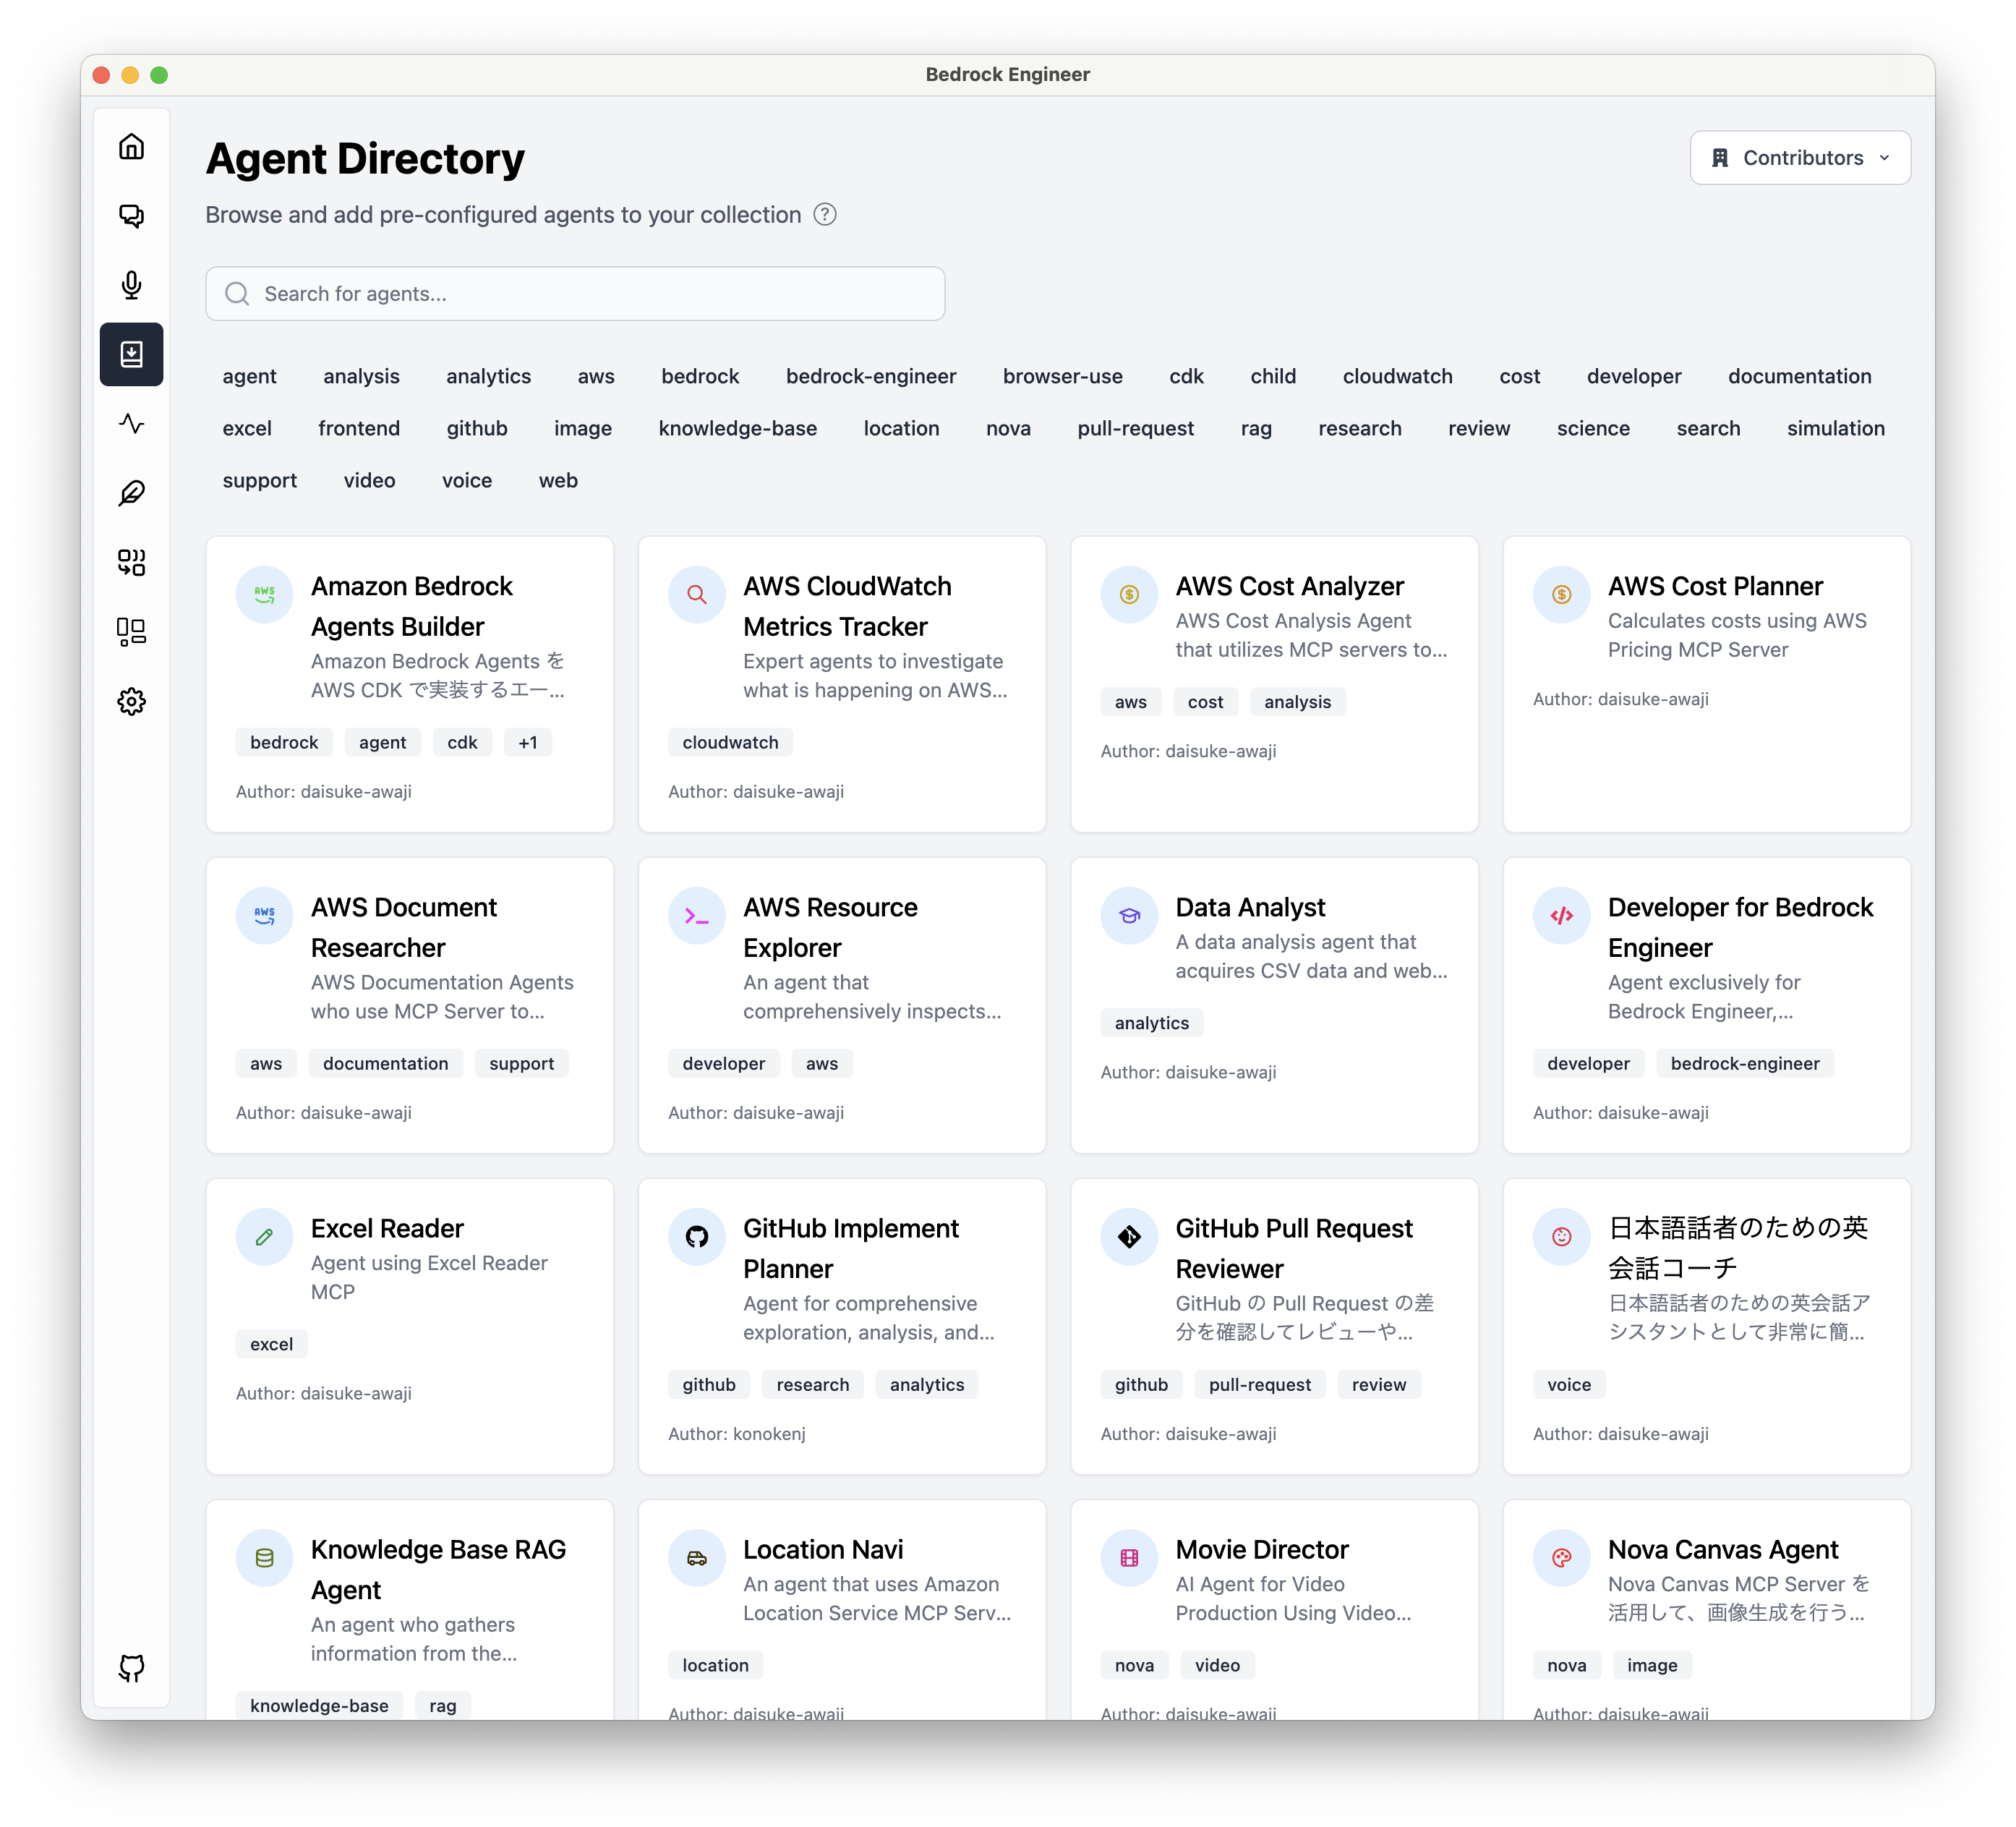 Bedrock Engineer
Agent Directory
Contributors
Browse and add pre-configured agents to your collection ?
Search for agents...
agent analysis analytics aws bedrock bedrock-engineer browser-use cdk child cloudwatch cost developer documentation
excel frontend github image knowledge-base location nova pull-request rag research review science search simulation
support video voice web
aws
Amazon Bedrock
Agents Builder
Amazon Bedrock Agents を
AWS CDK で実装するエー...
bedrock agent cdk +1
Author: daisuke-awaji
AWS CloudWatch
Metrics Tracker
Expert agents to investigate
what is happening on AWS...
cloudwatch
Author: daisuke-awaji
$
AWS Cost Analyzer
AWS Cost Analysis Agent
that utilizes MCP servers to...
aws cost analysis
Author: daisuke-awaji
$
AWS Cost Planner
Calculates costs using AWS
Pricing MCP Server
Author: daisuke-awaji
aws
AWS Document
Researcher
AWS Documentation Agents
who use MCP Server to...
aws documentation support
Author: daisuke-awaji
AWS Resource
Explorer
An agent that
comprehensively inspects...
developer aws
Author: daisuke-awaji
Data Analyst
A data analysis agent that
acquires CSV data and web...
analytics
Author: daisuke-awaji
Developer for Bedrock
Engineer
Agent exclusively for
Bedrock Engineer,...
developer bedrock-engineer
Author: daisuke-awaji
Excel Reader
Agent using Excel Reader
MCP
excel
Author: daisuke-awaji
GitHub Implement
Planner
Agent for comprehensive
exploration, analysis, and...
github research analytics
Author: konokenj
GitHub Pull Request
Reviewer
GitHub の Pull Request の差
分を確認してレビューや...
github pull-request review
Author: daisuke-awaji
日本語話者のための英
会話コーチ
日本語話者のための英会話ア
シスタントとして非常に簡...
voice
Author: daisuke-awaji
Knowledge Base RAG
Agent
An agent who gathers
information from the...
knowledge-base rag
Location Navi
An agent that uses Amazon
Location Service MCP Serv...
location
Author: daisuke-awaji
Movie Director
AI Agent for Video
Production Using Video...
nova video
Author: daisuke-awaji
Nova Canvas Agent
Nova Canvas MCP Server を
活用して、画像生成を行う...
nova image
Author: daisuke-awaji